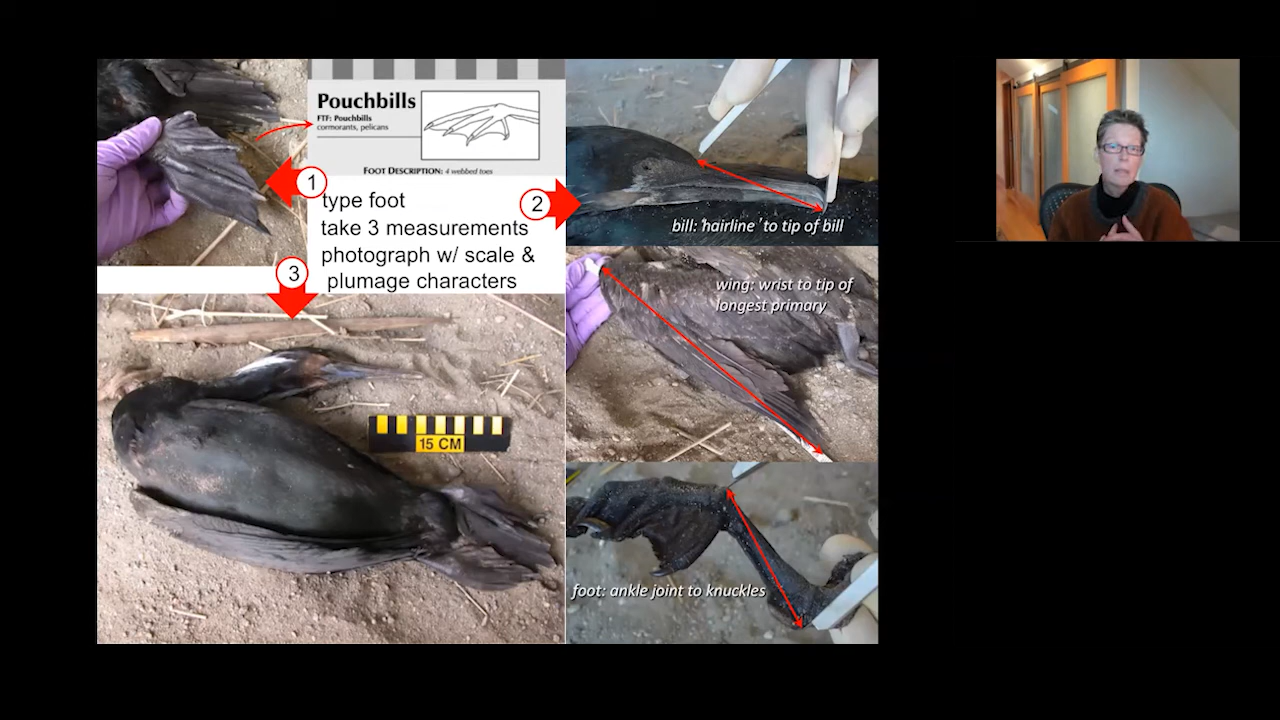 Pouchbills
FTF: Pouchbills
cormorants, pelicans
FOOT DESCRIPTION: 4 webbed toes
1
type foot
take 3 measurements
photograph w/ scale &
plumage characters
2
3
15 CM
bill: 'hairline' to tip of bill
wing: wrist to tip of
longest primary
foot: ankle joint to knuckles